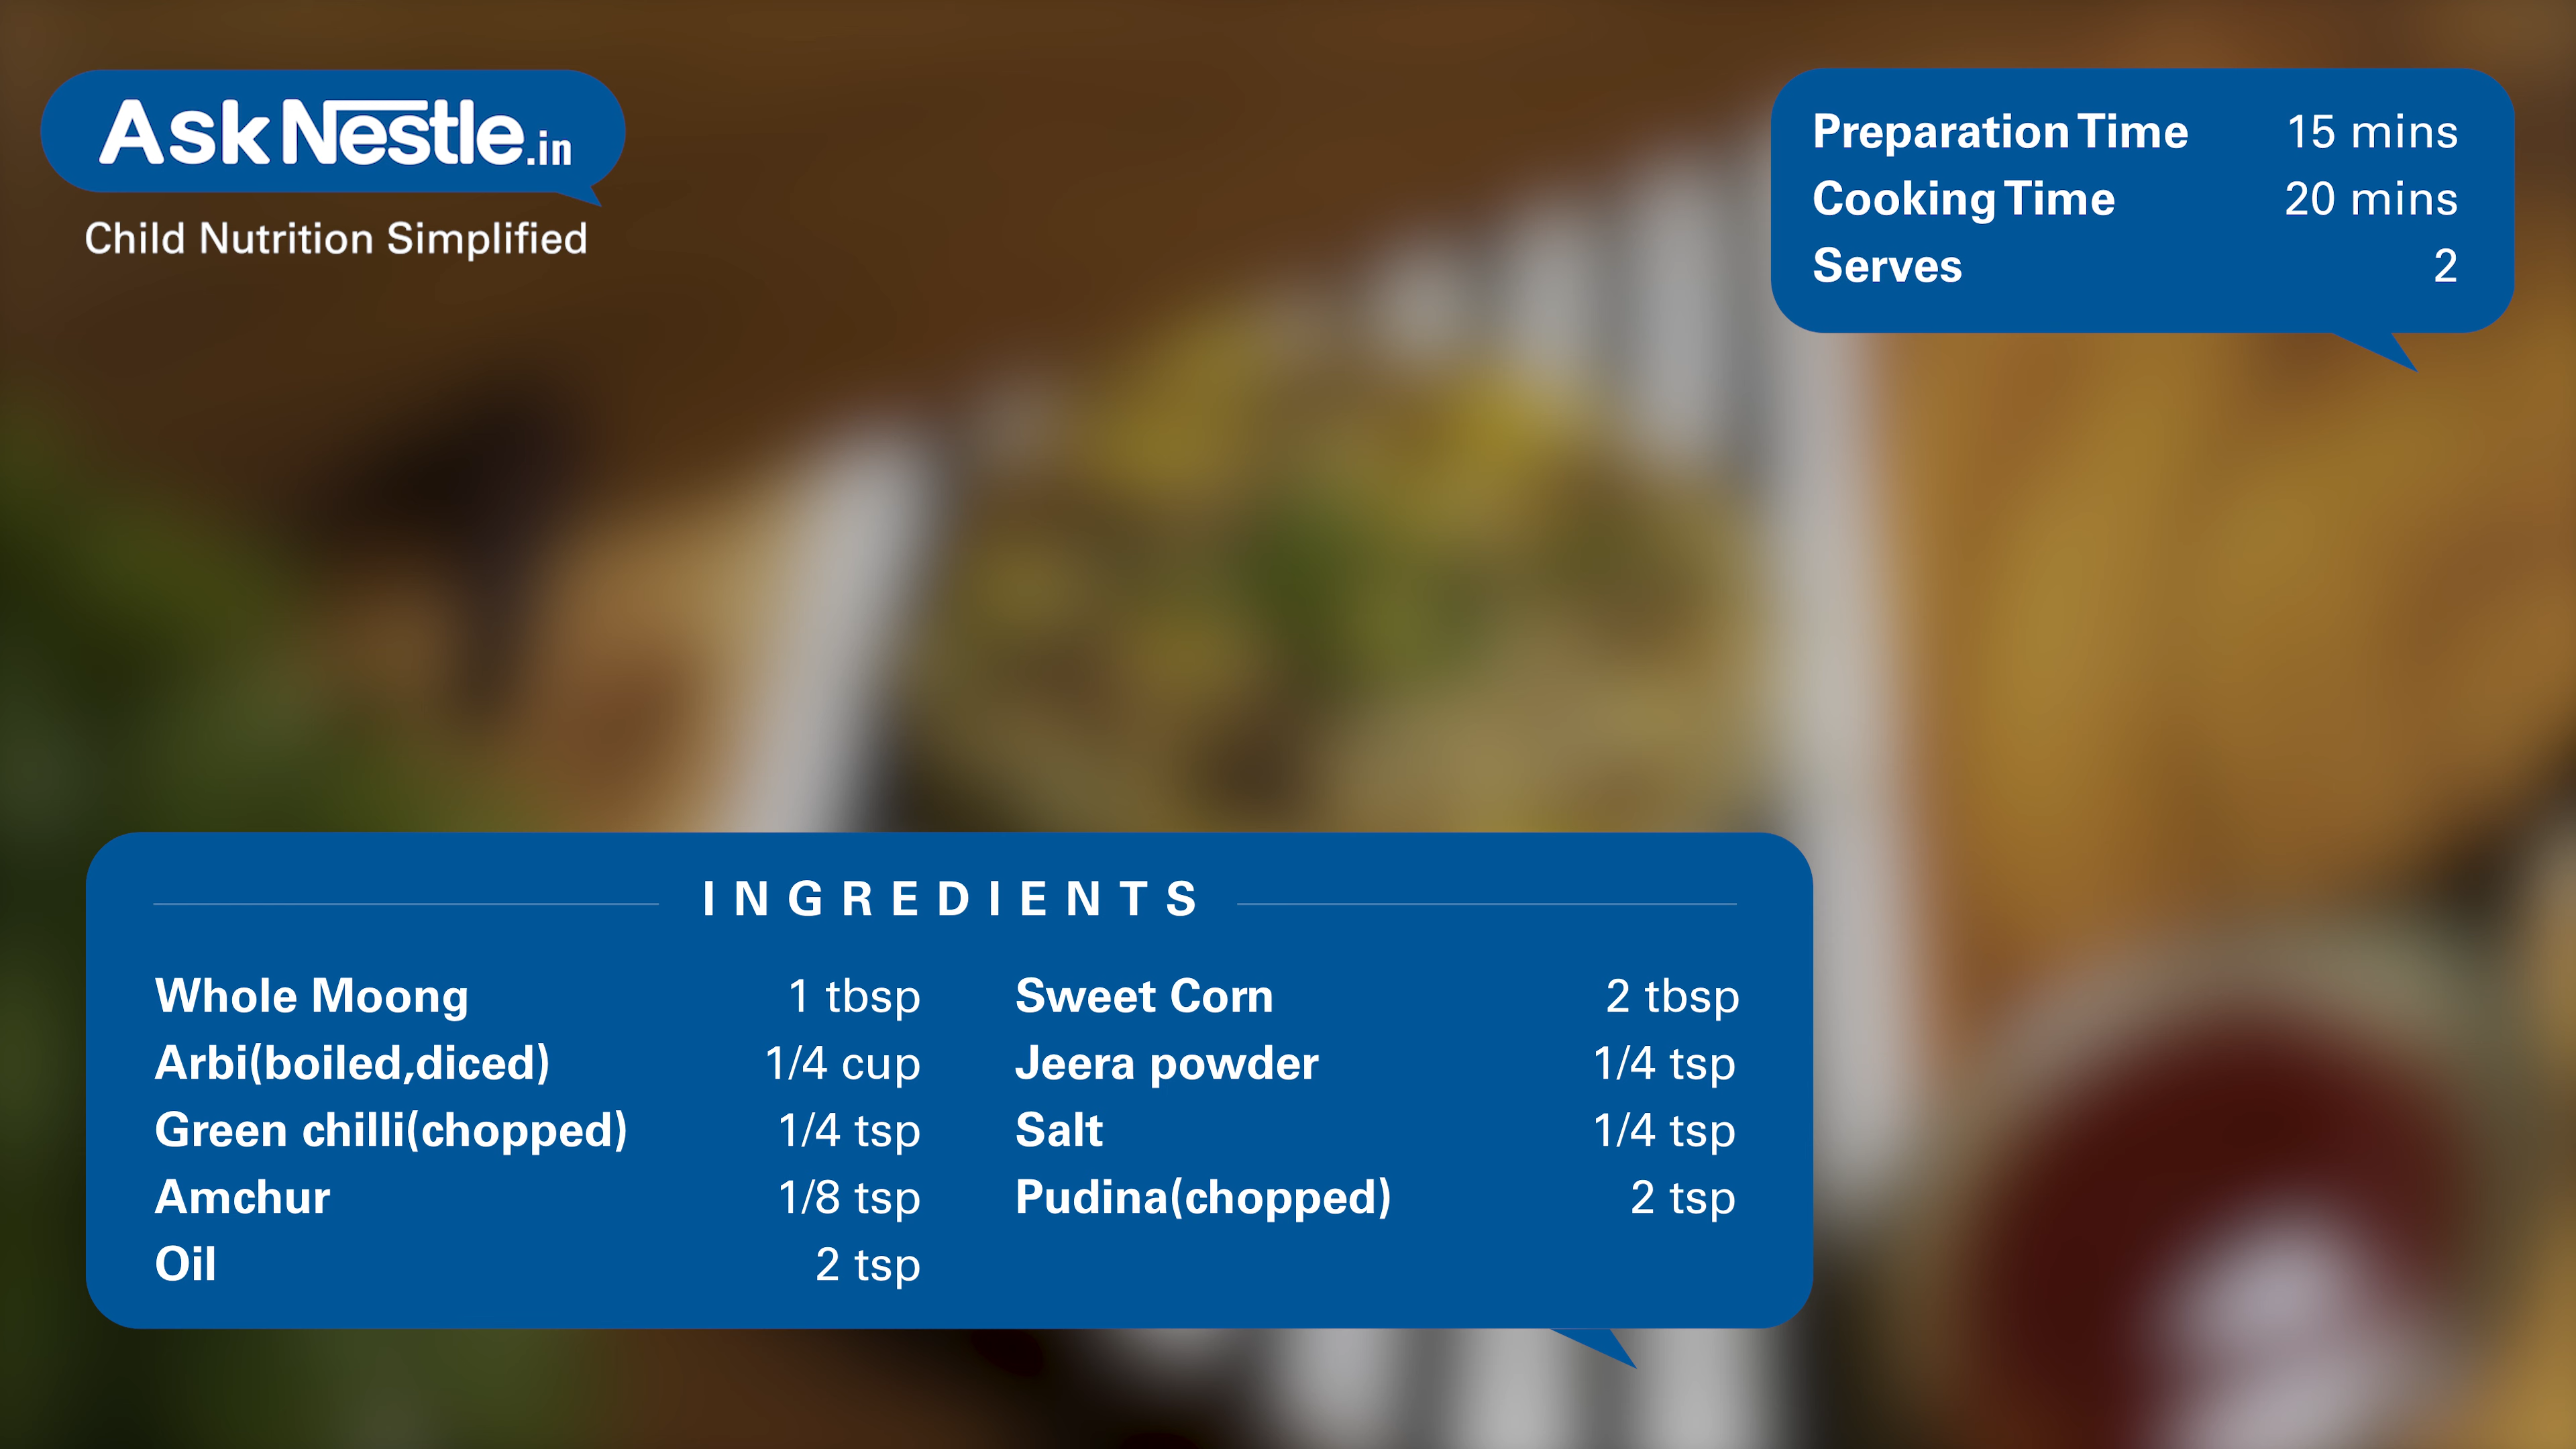 AskNestle.in
Child Nutrition Simplified
Preparation Time 15 mins
Cooking Time 20 mins
Serves 2
INGREDIENTS
Whole Moong 1 tbsp Sweet Corn 2 tbsp
Arbi(boiled,diced) 1/4 cup Jeera powder 1/4 tsp
Green chilli(chopped) 1/4 tsp Salt 1/4 tsp
Amchur 1/8 tsp Pudina(chopped) 2 tsp
Oil 2 tsp